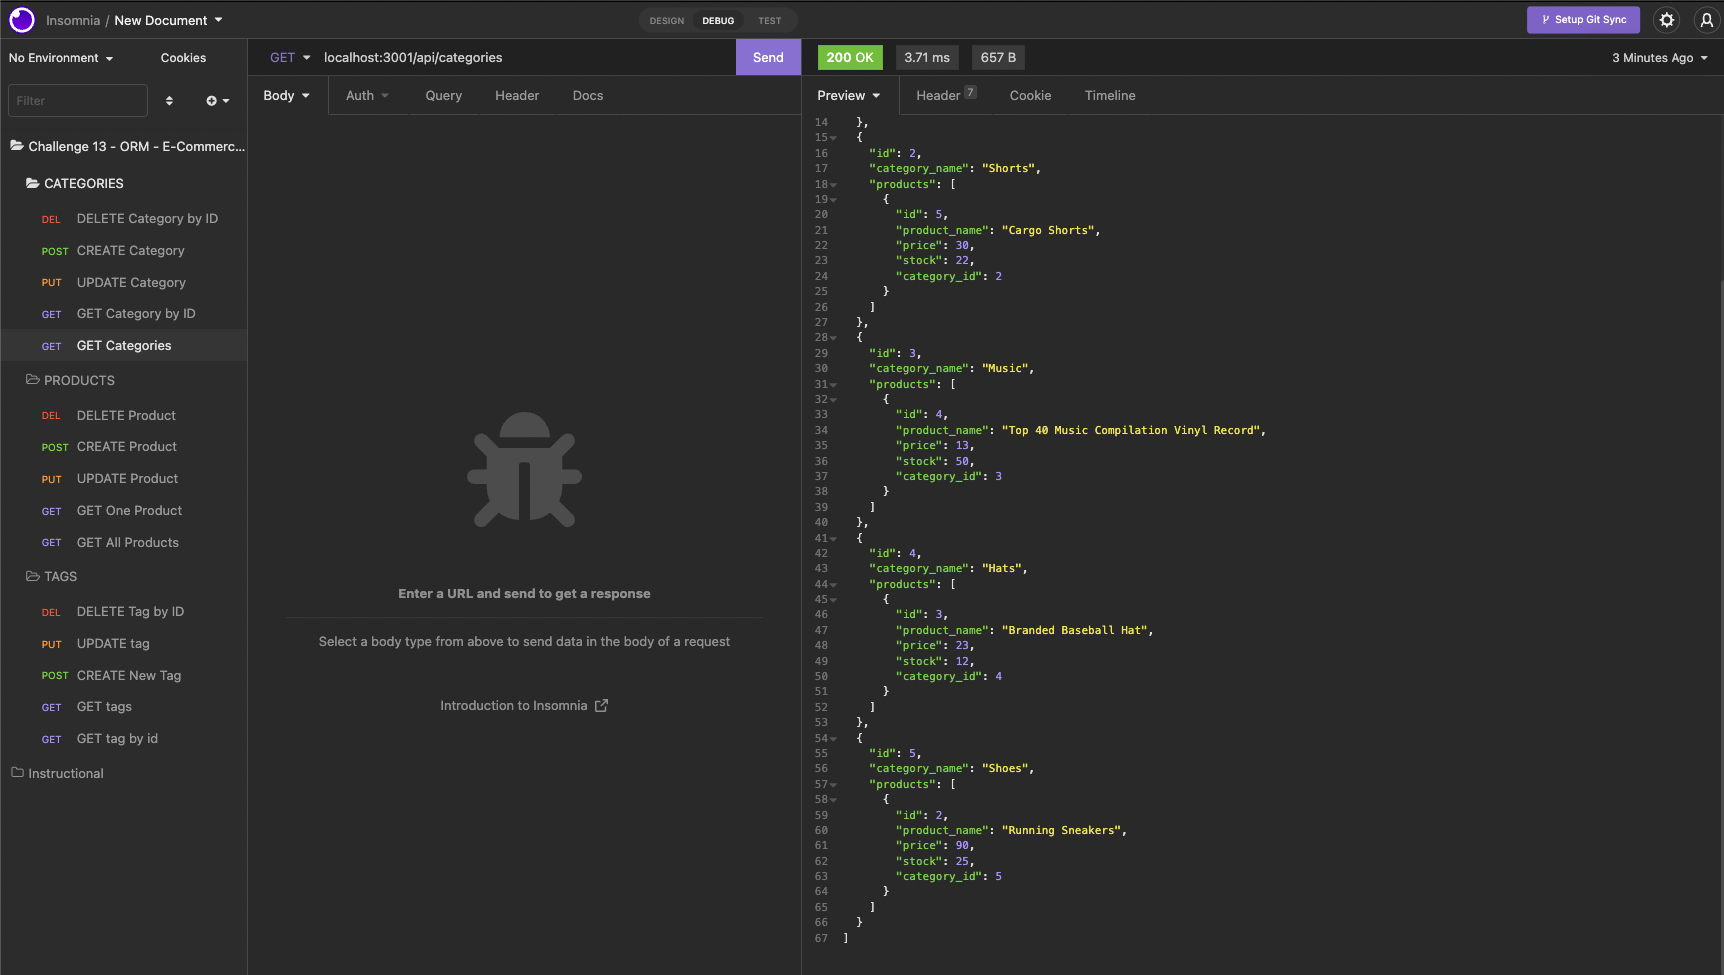 Insomnia / New Document
DESIGN DEBUG TEST
Setup Git Sync
No Environment Cookies
Filter
Challenge 13 - ORM - E-Commerc...
CATEGORIES
DEL DELETE Category by ID
POST CREATE Category
PUT UPDATE Category
GET GET Category by ID
GET GET Categories
PRODUCTS
DEL DELETE Product
POST CREATE Product
PUT UPDATE Product
GET GET One Product
GET GET All Products
TAGS
DEL DELETE Tag by ID
PUT UPDATE tag
POST CREATE New Tag
GET GET tags
GET GET tag by id
Instructional
GET localhost:3001/api/categories Send
Body Auth Query Header Docs
Enter a URL and send to get a response
Select a body type from above to send data in the body of a request
Introduction to Insomnia
200 OK 3.71 ms 657 B 3 Minutes Ago
Preview Header 7 Cookie Timeline
14 },
15 {
16 "id": 2,
17 "category_name": "Shorts",
18 "products": [
19 {
20 "id": 5,
21 "product_name": "Cargo Shorts",
22 "price": 30,
23 "stock": 22,
24 "category_id": 2
25 }
26 ]
27 },
28 {
29 "id": 3,
30 "category_name": "Music",
31 "products": [
32 {
33 "id": 4,
34 "product_name": "Top 40 Music Compilation Vinyl Record",
35 "price": 13,
36 "stock": 50,
37 "category_id": 3
38 }
39 ]
40 },
41 {
42 "id": 4,
43 "category_name": "Hats",
44 "products": [
45 {
46 "id": 3,
47 "product_name": "Branded Baseball Hat",
48 "price": 23,
49 "stock": 12,
50 "category_id": 4
51 }
52 ]
53 },
54 {
55 "id": 5,
56 "category_name": "Shoes",
57 "products": [
58 {
59 "id": 2,
60 "product_name": "Running Sneakers",
61 "price": 90,
62 "stock": 25,
63 "category_id": 5
64 }
65 ]
66 }
67 ]